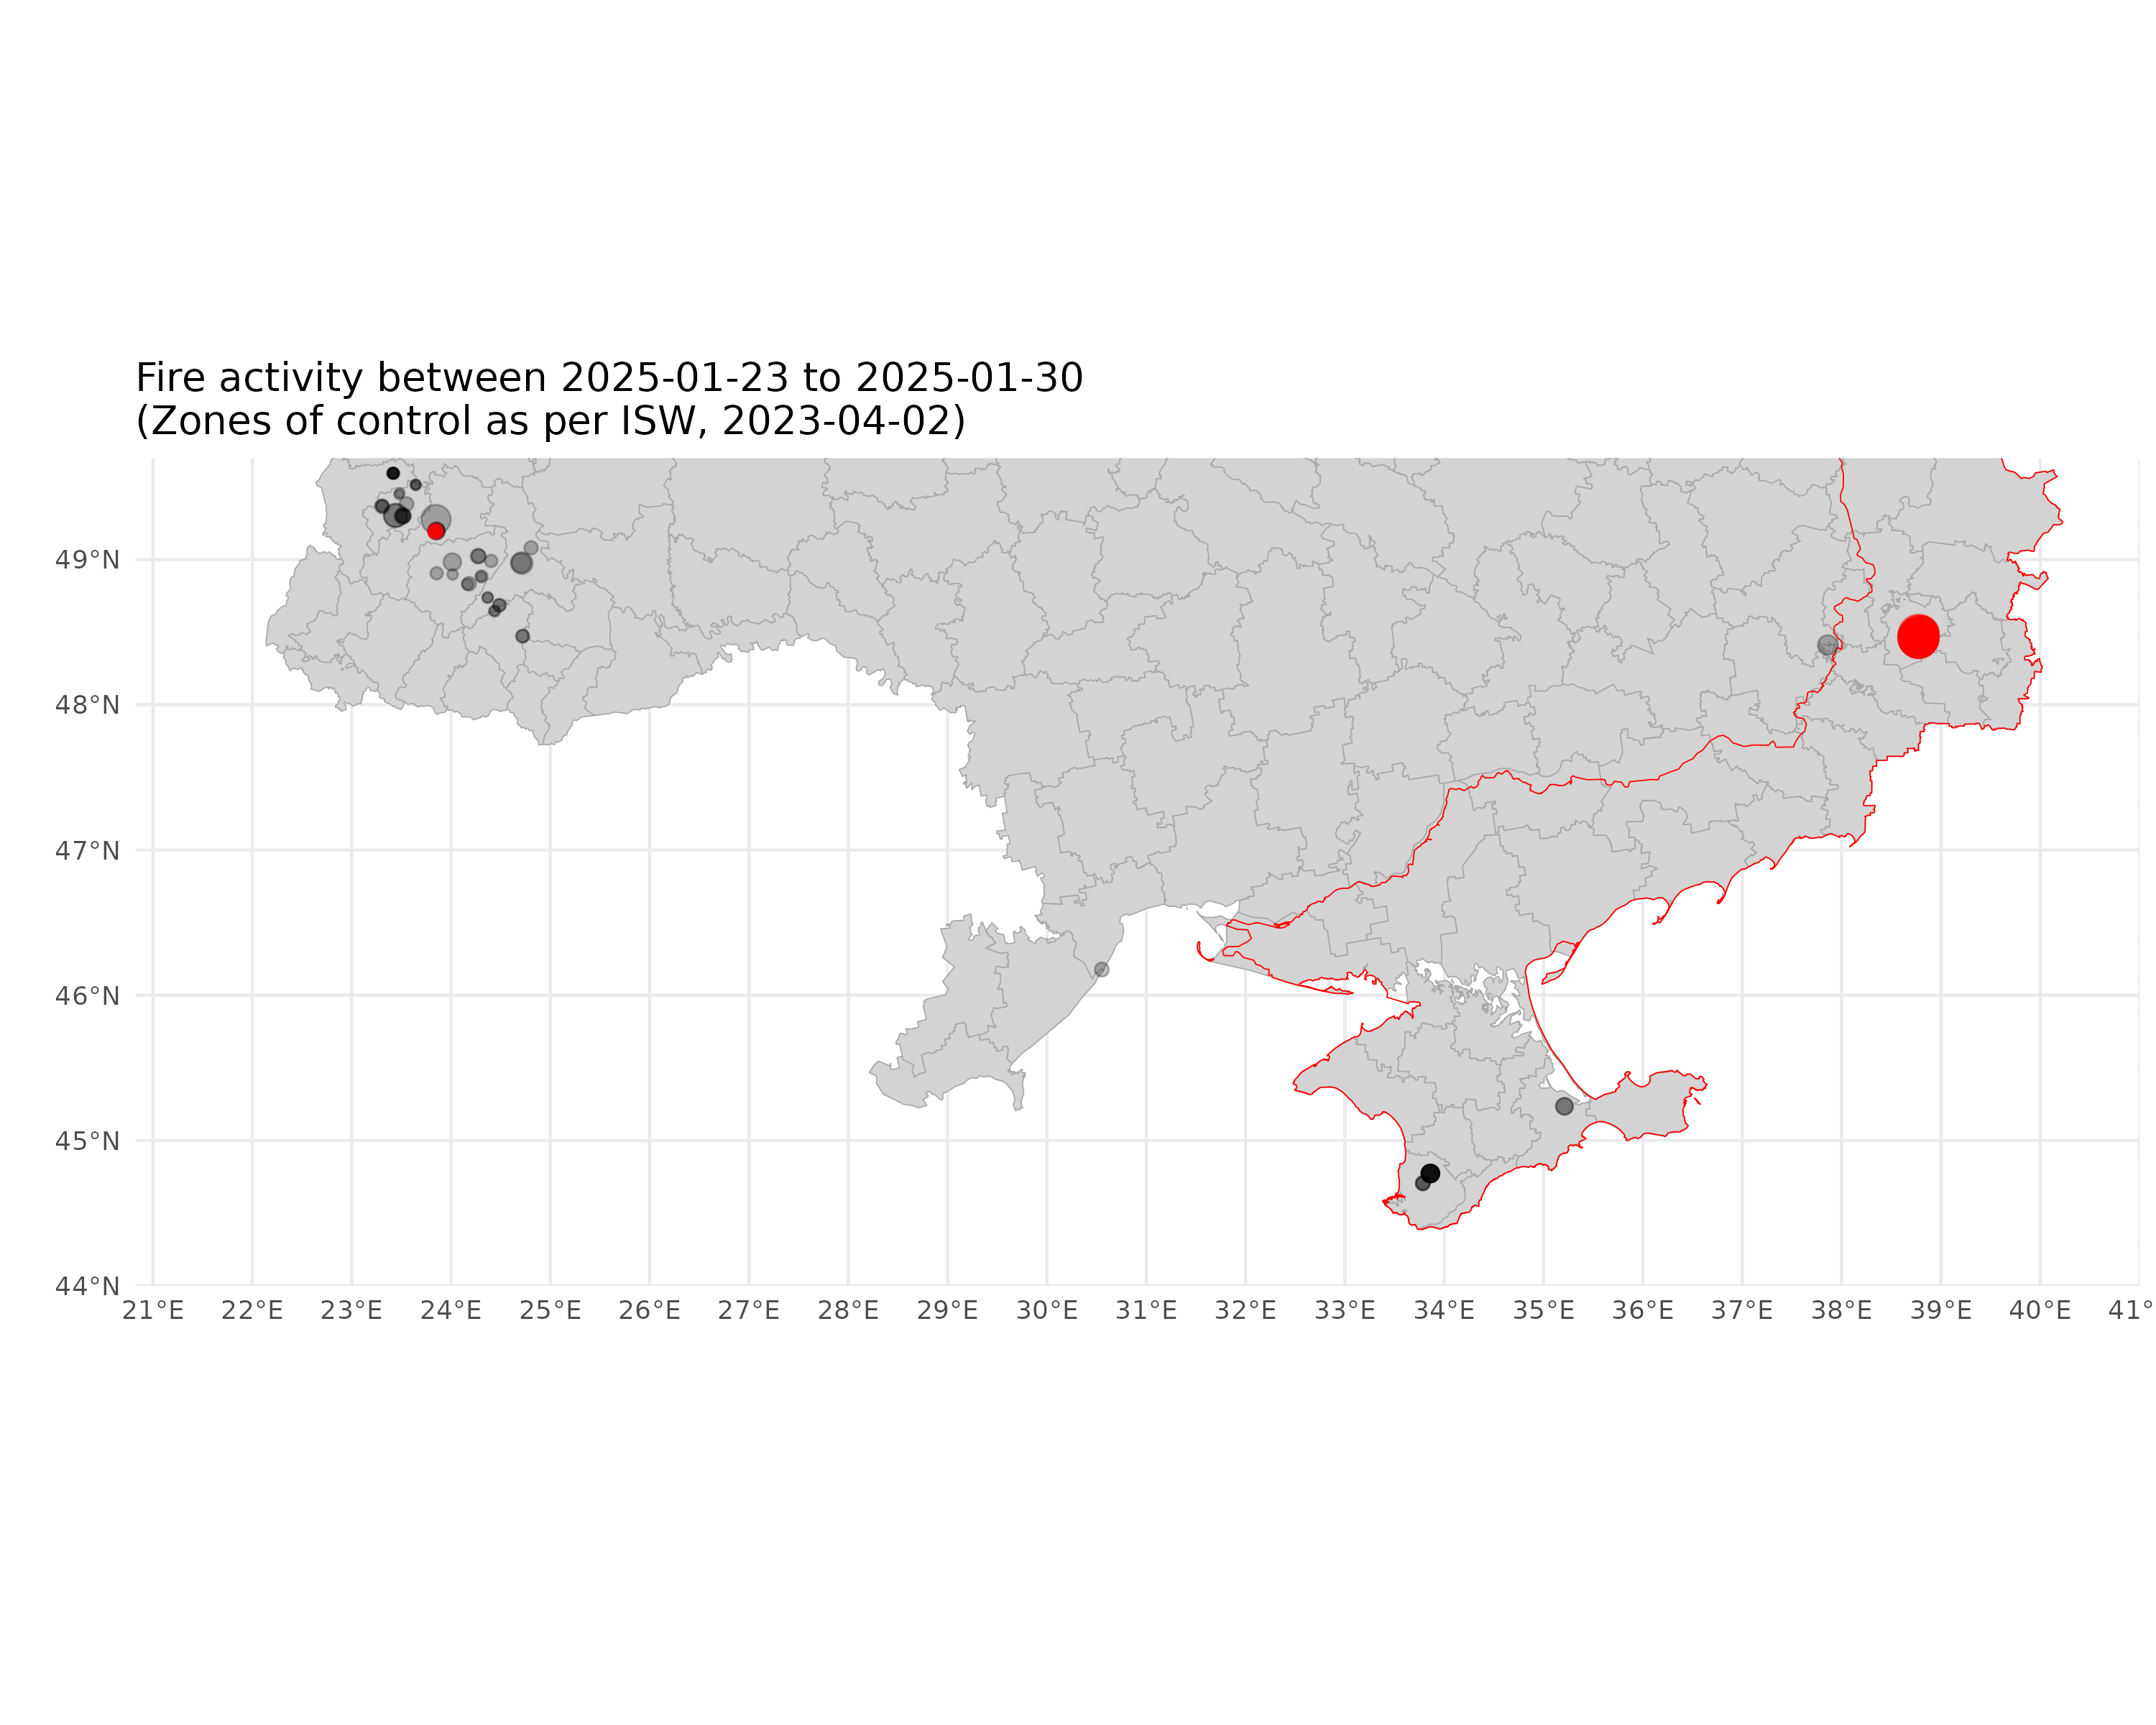 Fire activity between 2025-01-23 to 2025-01-30
(Zones of control as per ISW, 2023-04-02)
49°N
48°N
47°N
46°N
45°N
44°N
21°E 22°E 23°E 24°E 25°E 26°E 27°E 28°E 29°E 30°E 31°E 32°E 33°E 34°E 35°E 36°E 37°E 38°E 39°E 40°E 41°